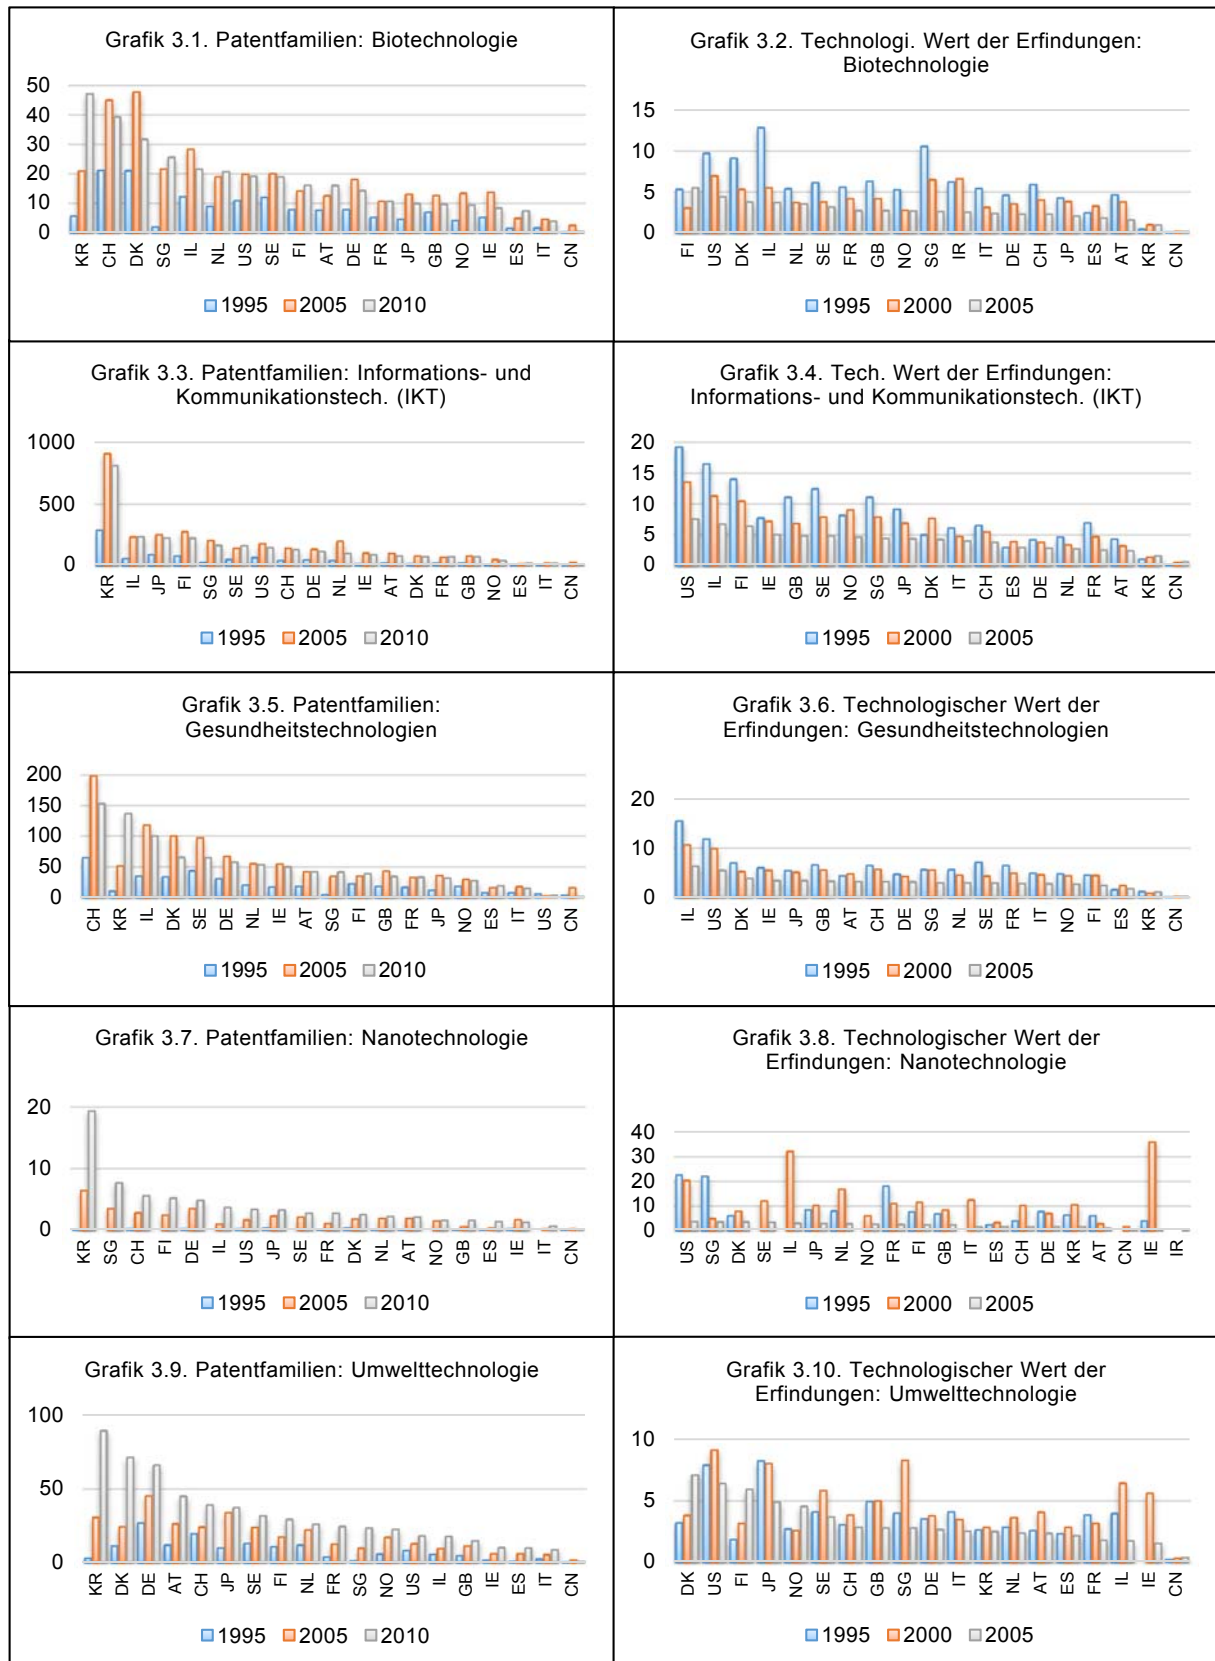 Grafik 3.1. Patentfamilien: Biotechnologie
50
40
30
20
10
0
KR CH DK SG IL NL US SE FI AT DE FR JP GB NO IE ES IT CN
1995 2005 2010
Grafik 3.2. Technologi. Wert der Erfindungen:
Biotechnologie
15
10
5
0
FI US DK IL NL SE FR GB NO SG IR IT DE CH JP ES AT KR CN
1995 2000 2005
Grafik 3.3. Patentfamilien: Informations- und
Kommunikationstech. (IKT)
1000
500
0
KR IL JP FI SG SE US CH DE NL IE AT DK FR GB NO ES IT CN
1995 2005 2010
Grafik 3.4. Tech. Wert der Erfindungen:
Informations- und Kommunikationstech. (IKT)
20
15
10
5
0
US IL FI IE GB SE NO SG JP DK IT CH ES DE NL FR AT KR CN
1995 2000 2005
Grafik 3.5. Patentfamilien:
Gesundheitstechnologien
200
150
100
50
0
CH KR IL DK SE DE NL IE AT SG FI GB FR JP NO ES IT US CN
1995 2005 2010
Grafik 3.6. Technologischer Wert der
Erfindungen: Gesundheitstechnologien
20
10
0
IL US DK IE JP GB AT CH DE SG NL SE FR IT NO FI ES KR CN
1995 2000 2005
Grafik 3.7. Patentfamilien: Nanotechnologie
20
10
0
KR SG CH FI DE IL US JP SE FR DK NL AT NO GB ES IE IT CN
1995 2005 2010
Grafik 3.8. Technologischer Wert der
Erfindungen: Nanotechnologie
40
30
20
10
0
US SG DK SE IL JP NL NO FR FI GB IT ES CH DE KR AT CN IE IR
1995 2000 2005
Grafik 3.9. Patentfamilien: Umwelttechnologie
100
50
0
KR DK DE AT CH JP SE FI NL FR SG NO US IL GB IE ES IT CN
1995 2005 2010
Grafik 3.10. Technologischer Wert der
Erfindungen: Umwelttechnologie
10
5
0
DK US FI JP NO SE CH GB SG DE IT KR NL AT ES FR IL IE CN
1995 2000 2005